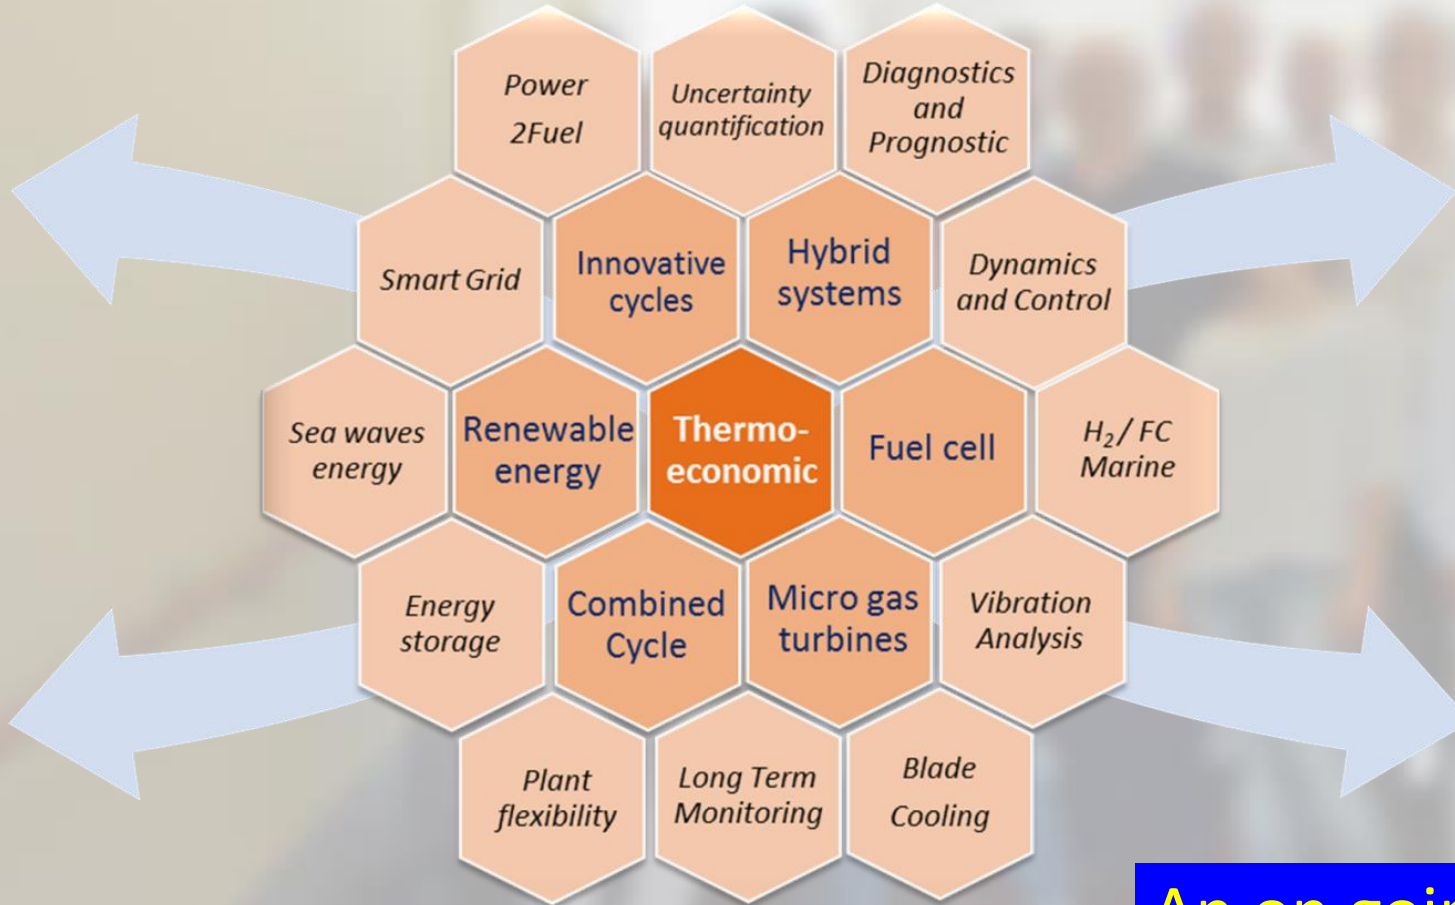 Power
2Fuel
Uncertainty
quantification
Diagnostics
and
Prognostic
Smart Grid
Innovative
cycles
Hybrid
systems
Dynamics
and Control
Sea waves
energy
Renewable
energy
Thermo-
economic
Fuel cell
H₂/ FC
Marine
Energy
storage
Combined
Cycle
Micro gas
turbines
Vibration
Analysis
Plant
flexibility
Long Term
Monitoring
Blade
Cooling